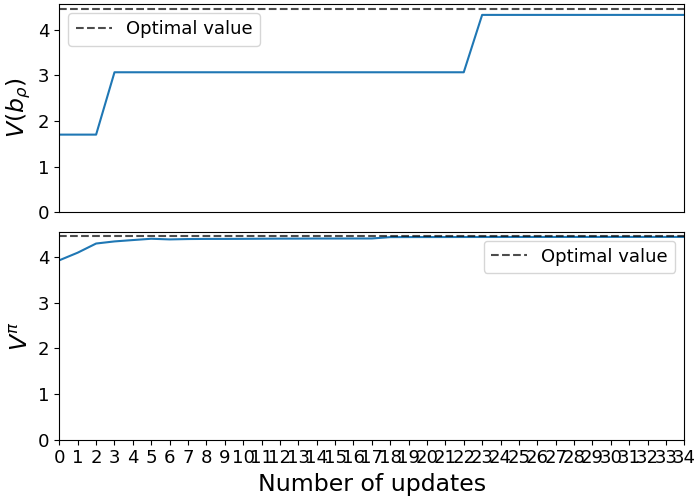 4
3
2
1
0
V(b_ρ)
Optimal value
4
3
2
1
0
V^π
Optimal value
0 1 2 3 4 5 6 7 8 9 10 11 12 13 14 15 16 17 18 19 20 21 22 23 24 25 26 27 28 29 30 31 32 33 34
Number of updates